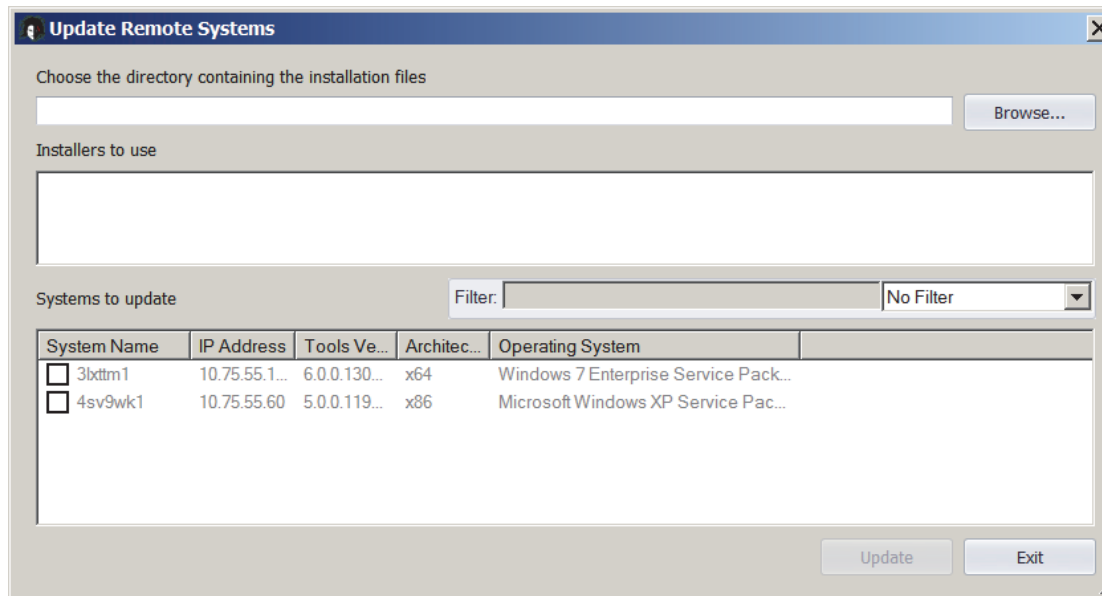 Update Remote Systems
Choose the directory containing the installation files
Browse...
Installers to use
Systems to update Filter: No Filter
System Name IP Address Tools Ve... Architec... Operating System
3lxttm1 10.75.55.1... 6.0.0.130... x64 Windows 7 Enterprise Service Pack...
4sv9wk1 10.75.55.60 5.0.0.119... x86 Microsoft Windows XP Service Pac...
Update Exit